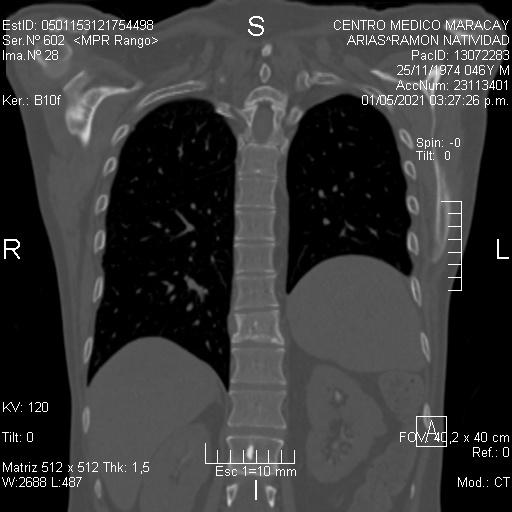 EstID: 0501153121754498
Ser.Nº 602 <MPR Rango>
Ima.Nº 28
Ker.: B10f
S
CENTRO MEDICO MARACAY
ARIAS^RAMON NATIVIDAD
PacID: 13072283
25/11/1974 046Y M
AccNum: 23113401
01/05/2021 03:27:26 p.m.
Spin: -0
Tilt: 0
R
L
KV: 120
Tilt: 0
Matriz 512 x 512 Thk: 1,5
W:2688 L:487
Esc 1=10 mm
I
A
FOV: 40,2 x 40 cm
Ref.: 0
Mod.: CT